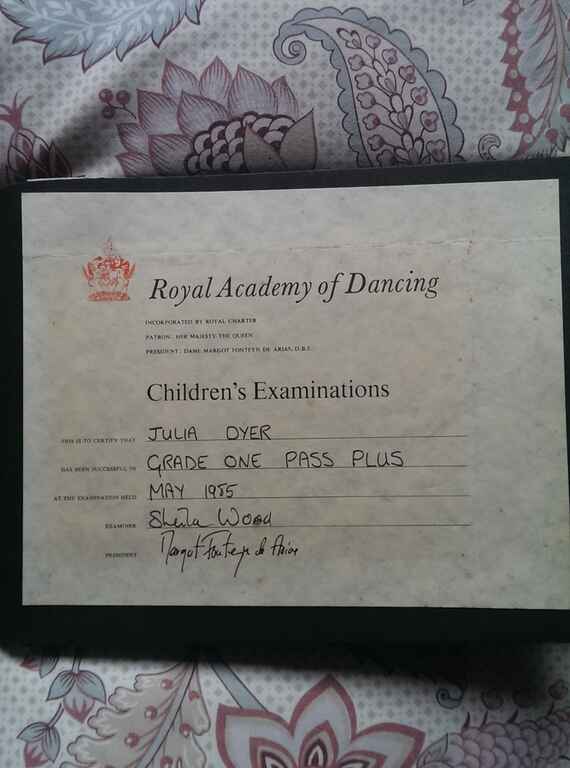 Royal Academy of Dancing
INCORPORATED BY ROYAL CHARTER
PATRON: HER MAJESTY THE QUEEN
PRESIDENT: DAME MARGOT FONTEYN DE ARIAS, D.B.E.
Children's Examinations
THIS IS TO CERTIFY THAT JULIA DYER
HAS BEEN SUCCESSFUL IN GRADE ONE PASS PLUS
AT THE EXAMINATION HELD MAY 1985
EXAMINER Sheila Wood
PRESIDENT Margot Fonteyn de Arias